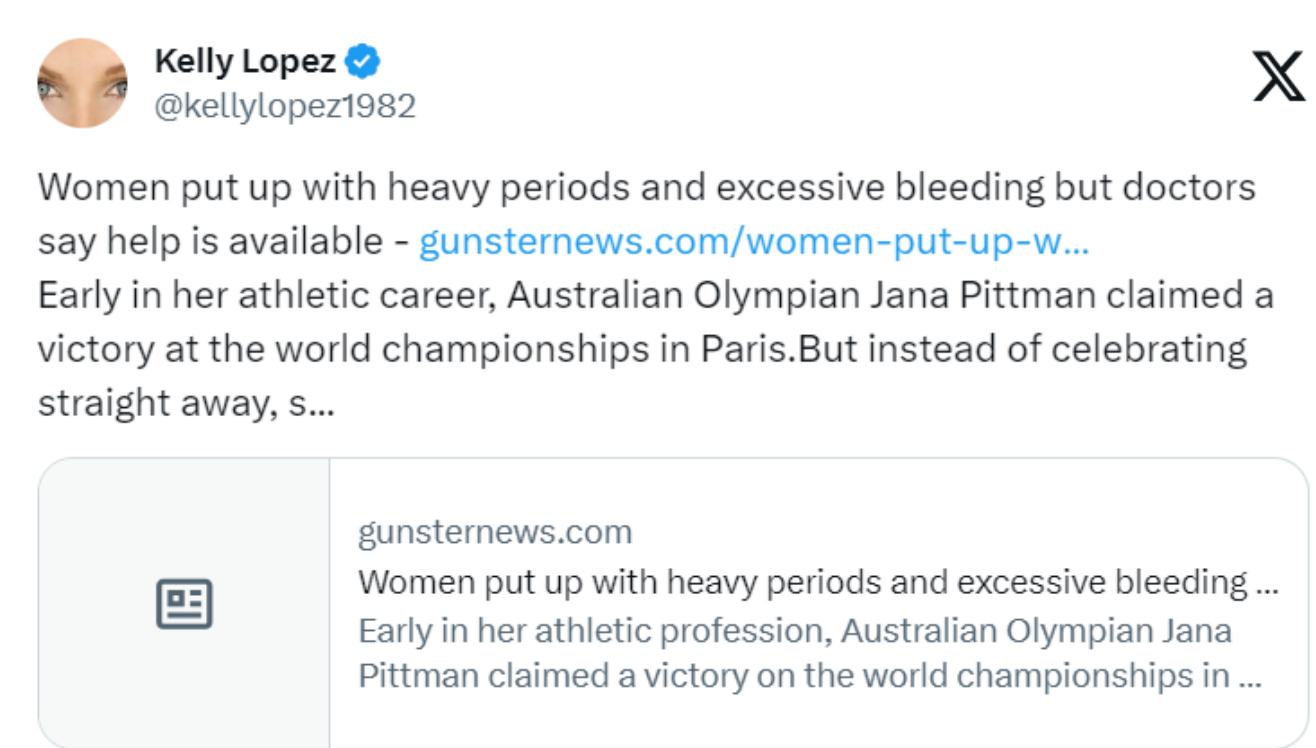 Kelly Lopez
@kellylopez1982
Women put up with heavy periods and excessive bleeding but doctors
say help is available - gunsternews.com/women-put-up-w...
Early in her athletic career, Australian Olympian Jana Pittman claimed a
victory at the world championships in Paris.But instead of celebrating
straight away, s...
gunsternews.com
Women put up with heavy periods and excessive bleeding ...
Early in her athletic profession, Australian Olympian Jana
Pittman claimed a victory on the world championships in ...